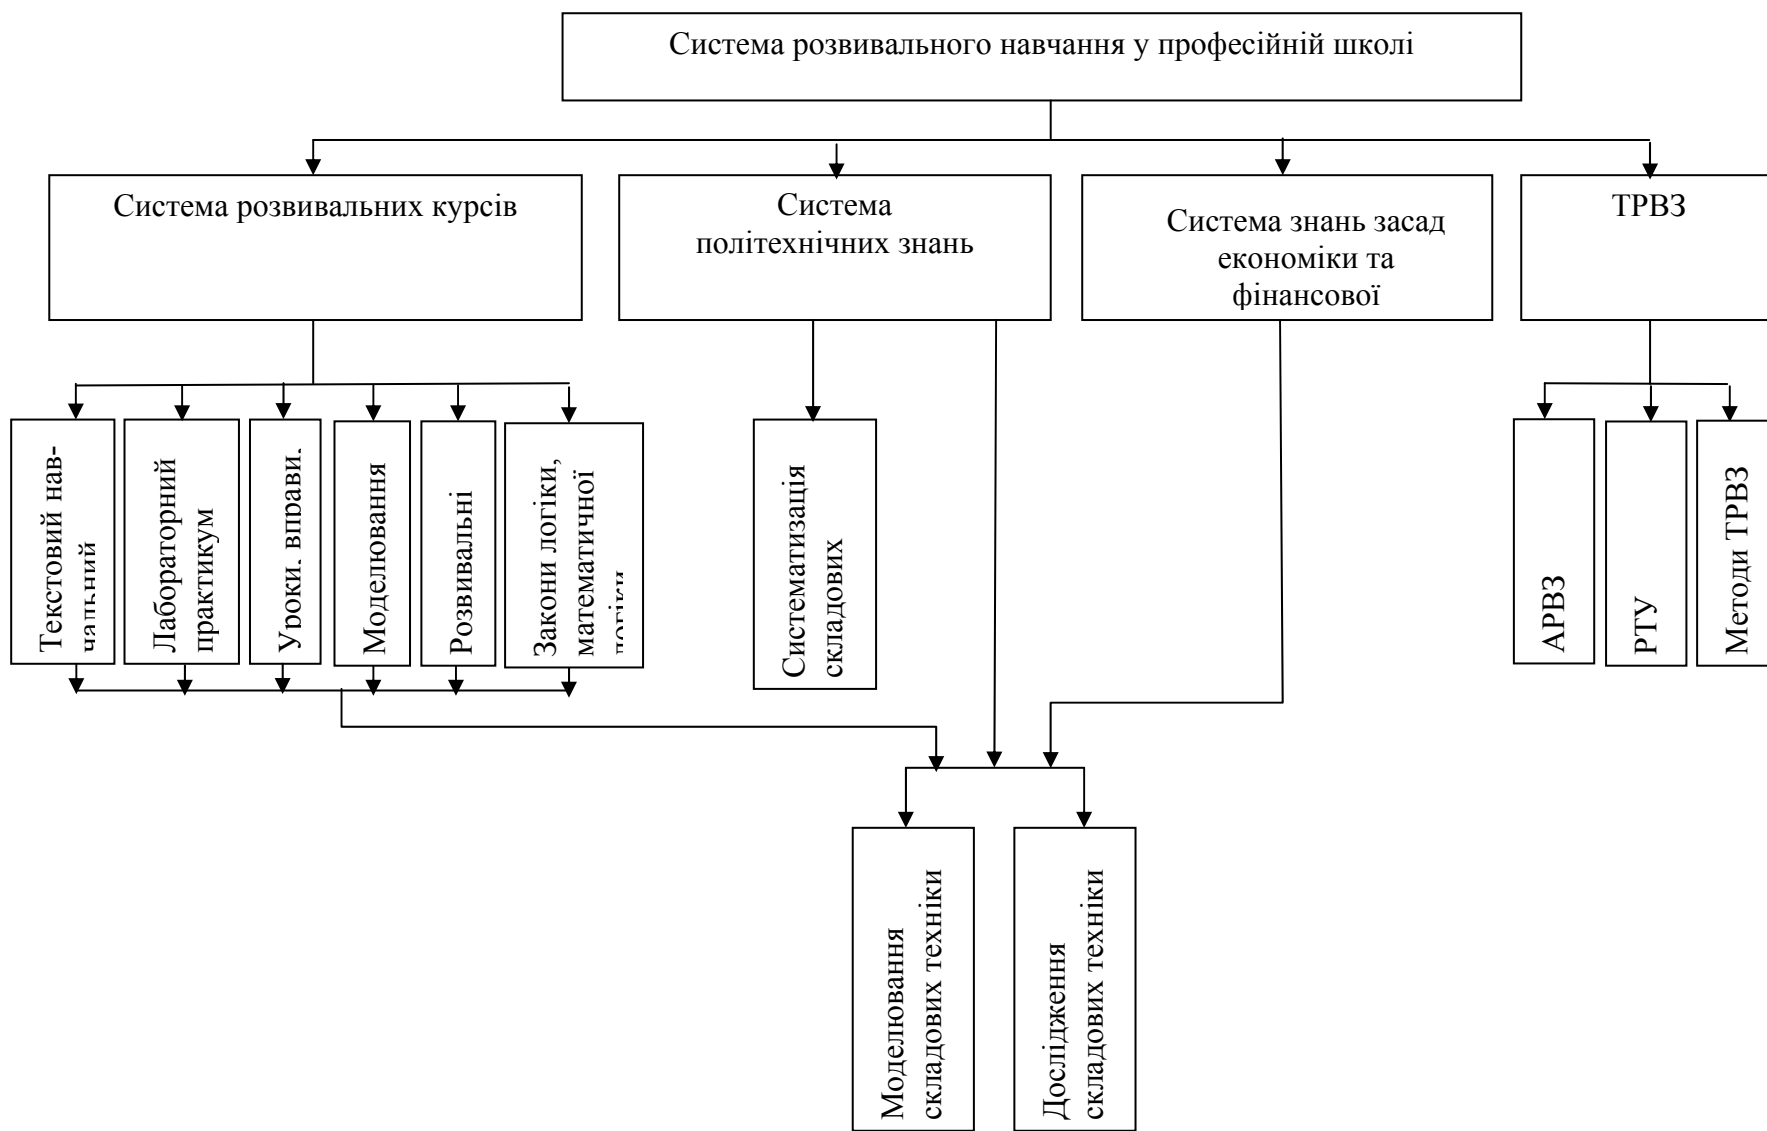 Система розвивального навчання у професійній школі
Система розвивальних курсів
Система
політехнічних знань
Система знань засад
економіки та
фінансової
ТРВЗ
Текстовий нав-
чальний
Лабораторний
практикум
Уроки. вправи.
Моделювання
Розвивальні
Закони логіки,
математичної
логіки
Систематизація
складових
АРВЗ
РТУ
Методи ТРВЗ
Моделювання
складових техніки
Дослідження
складових техніки